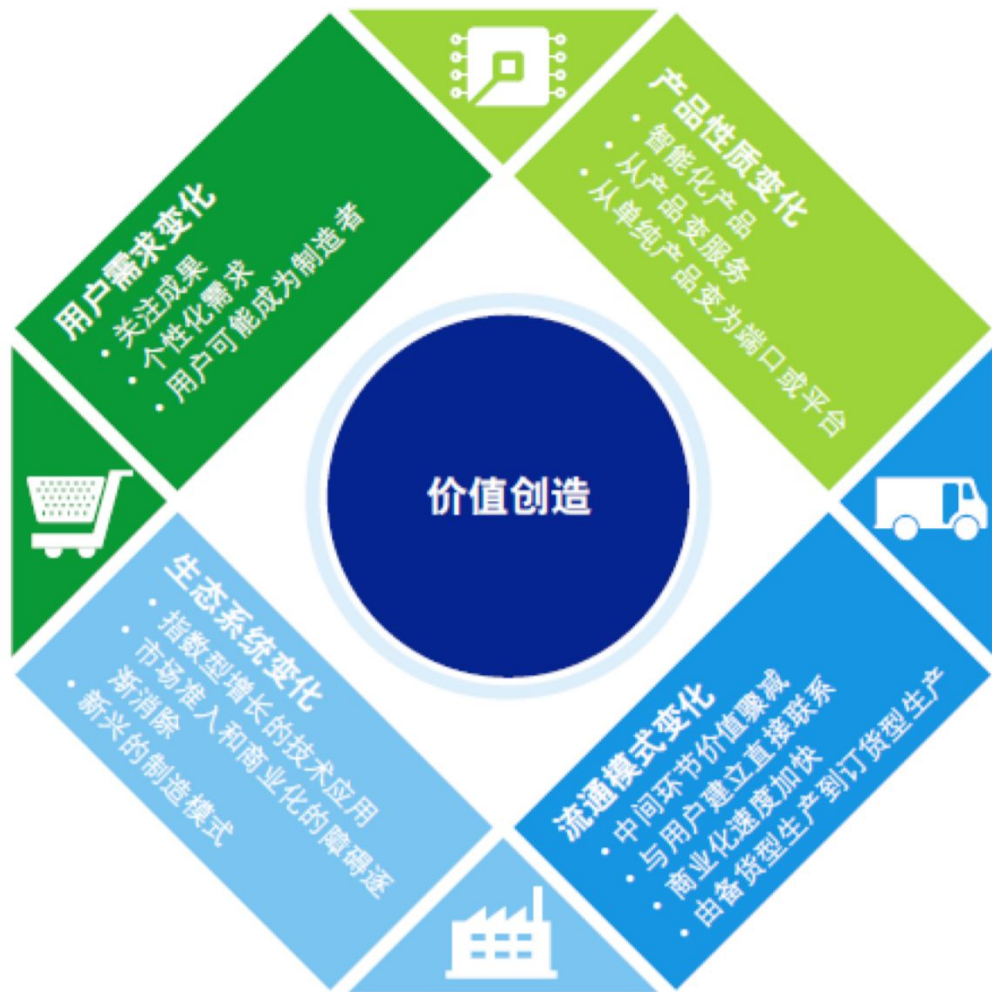 用户需求变化
• 关注成果
• 个性化需求
• 用户可能成为制造者
产品性质变化
• 智能化产品
• 从产品变服务
• 从单纯产品变为端口或平台
价值创造
生态系统变化
• 指数型增长的技术应用
• 市场准入和商业化的障碍逐
渐消除
• 新兴的制造模式
流通模式变化
• 中间环节价值骤减
• 与用户建立直接联系
• 商业化速度加快
• 由备货型生产到订货型生产